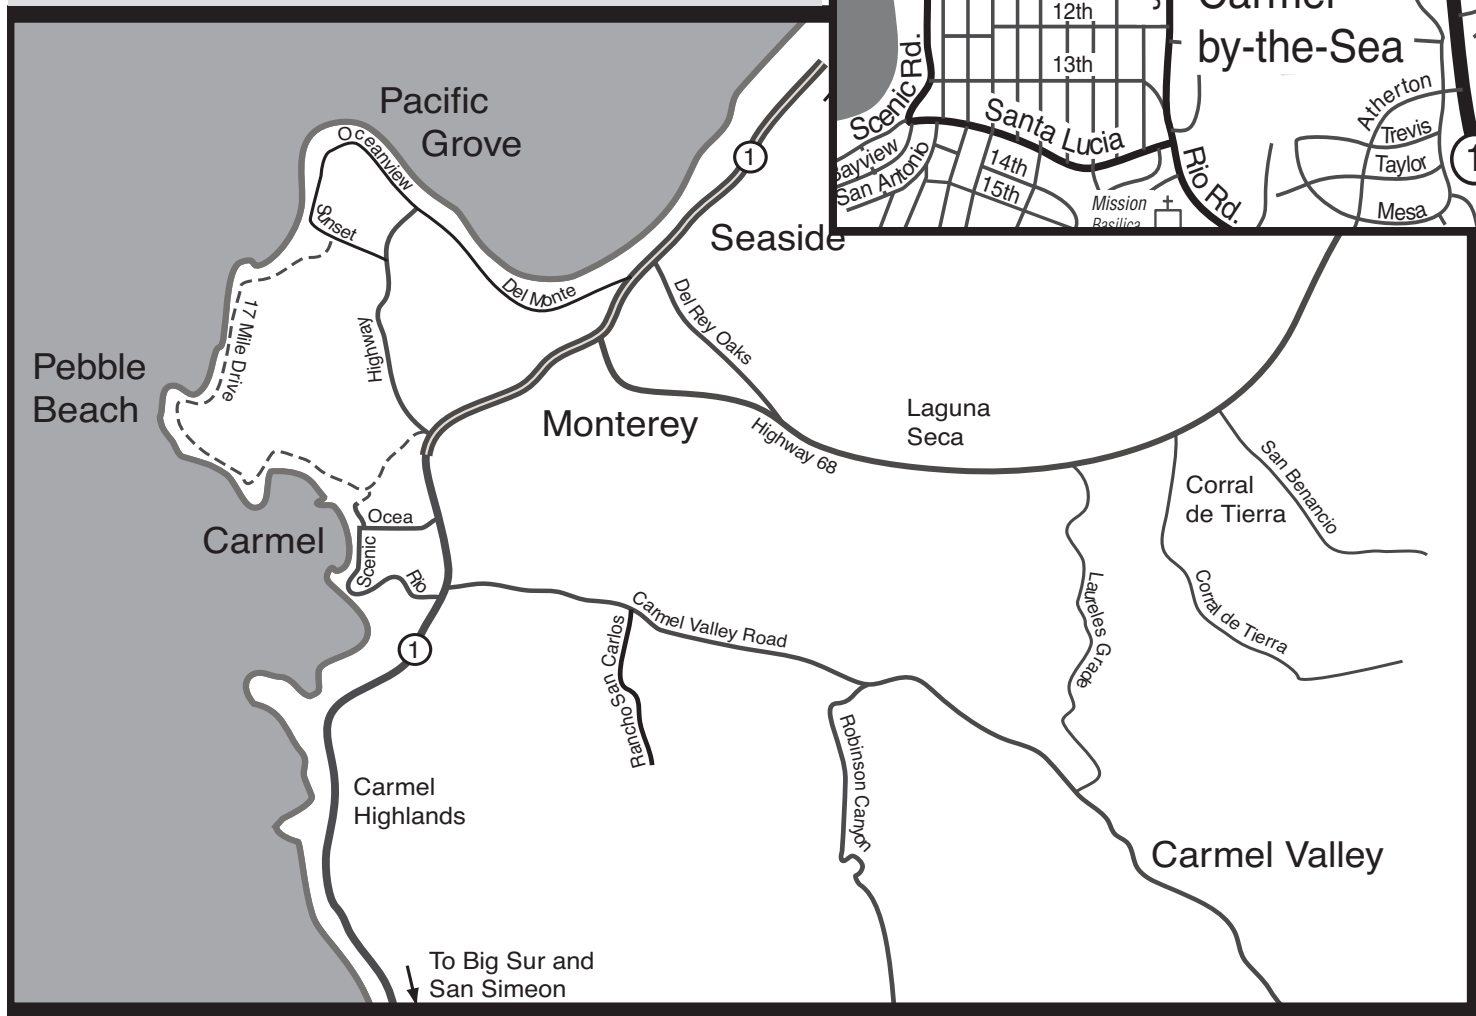 Carmel
by-the-Sea
12th
13th
Scenic Rd.
Santa Lucia
Bayview
San Antonio
14th
15th
Mission
Basilica
Rio Rd.
Atherton
Trevis
Taylor
Mesa
1
Pacific
Grove
Oceanview
Sunset
1
Seaside
Del Monte
Del Rey Oaks
17 Mile Drive
Highway
Pebble
Beach
Monterey
Highway 68
Laguna
Seca
San Benancio
Corral
de Tierra
Carmel
Ocea
Scenic
Rio
Carmel Valley Road
Rancho San Carlos
Laureles Grade
Corral de Tierra
1
Robinson Canyon
Carmel
Highlands
Carmel Valley
To Big Sur and
San Simeon